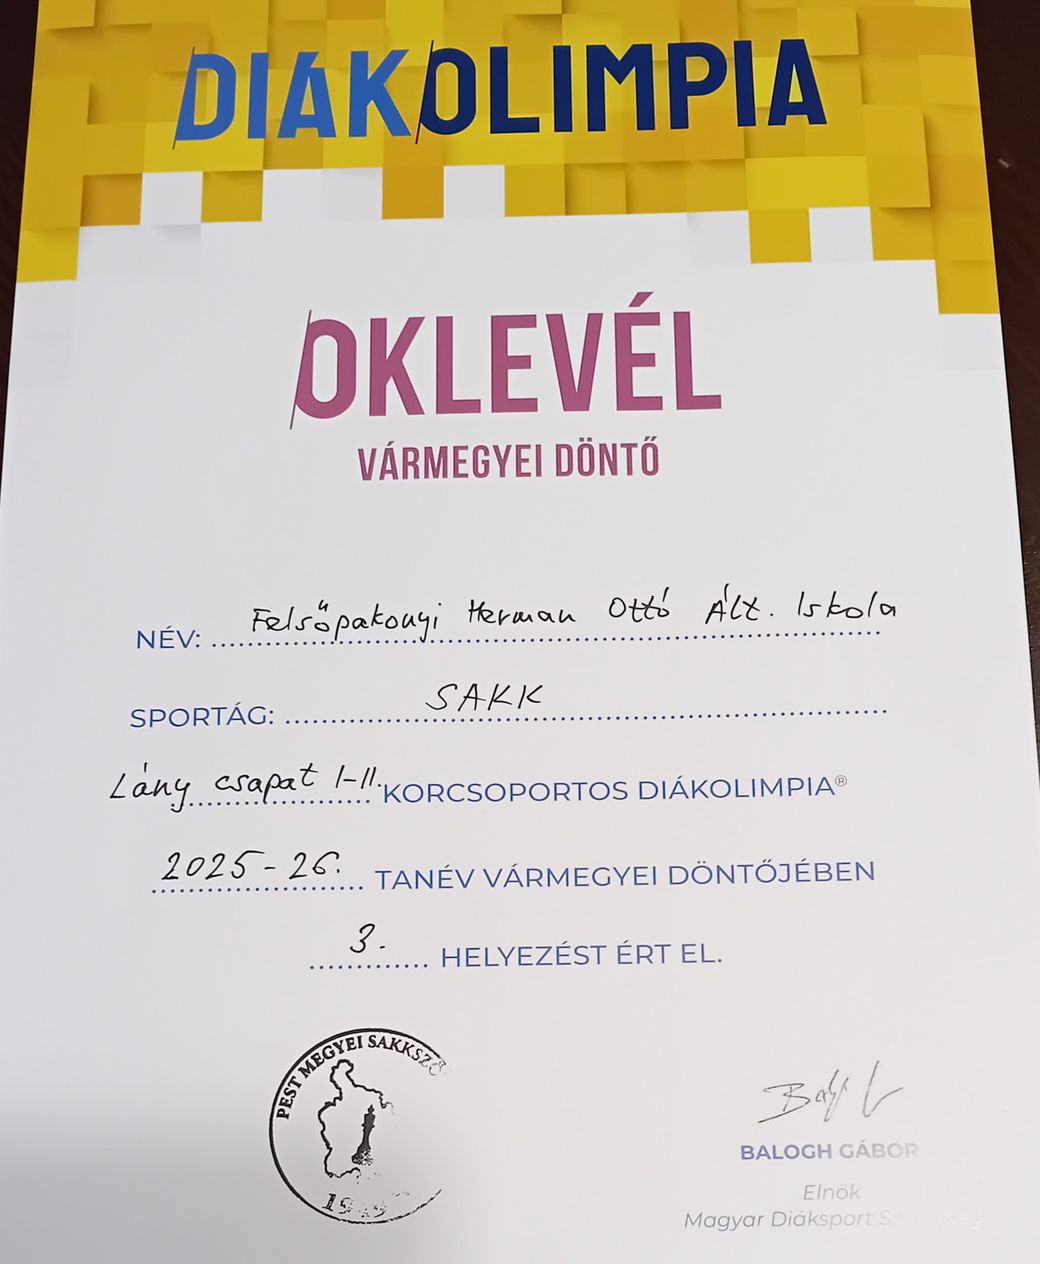 DIÁKOLIMPIA
OKLEVÉL
VÁRMEGYEI DÖNTŐ
NÉV: Felsőpakonyi Herman Ottó Ált. Iskola
SPORTÁG: SAKK
Lány csapat I-II. KORCSOPORTOS DIÁKOLIMPIA®
2025-26. TANÉV VÁRMEGYEI DÖNTŐJÉBEN
3. HELYEZÉST ÉRT EL.
PEST MEGYEI
BALOGH GÁBOR
Elnök
Magyar Diáksport